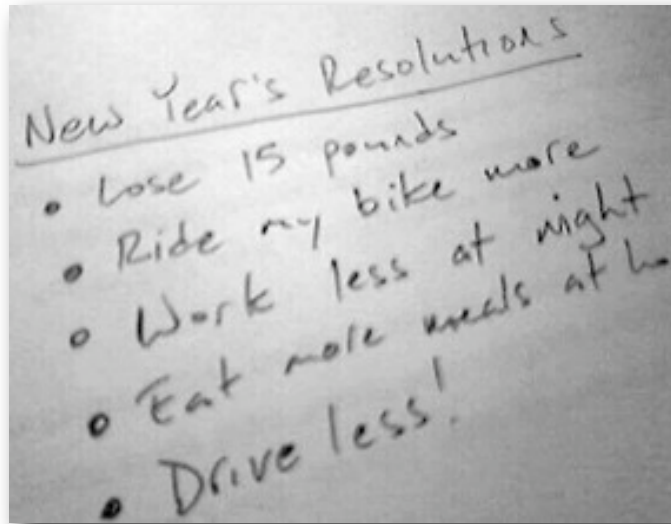 New Year's Resolutions
• Lose 15 pounds
• Ride my bike more
• Work less at night
• Eat more meals at
• Drive less!